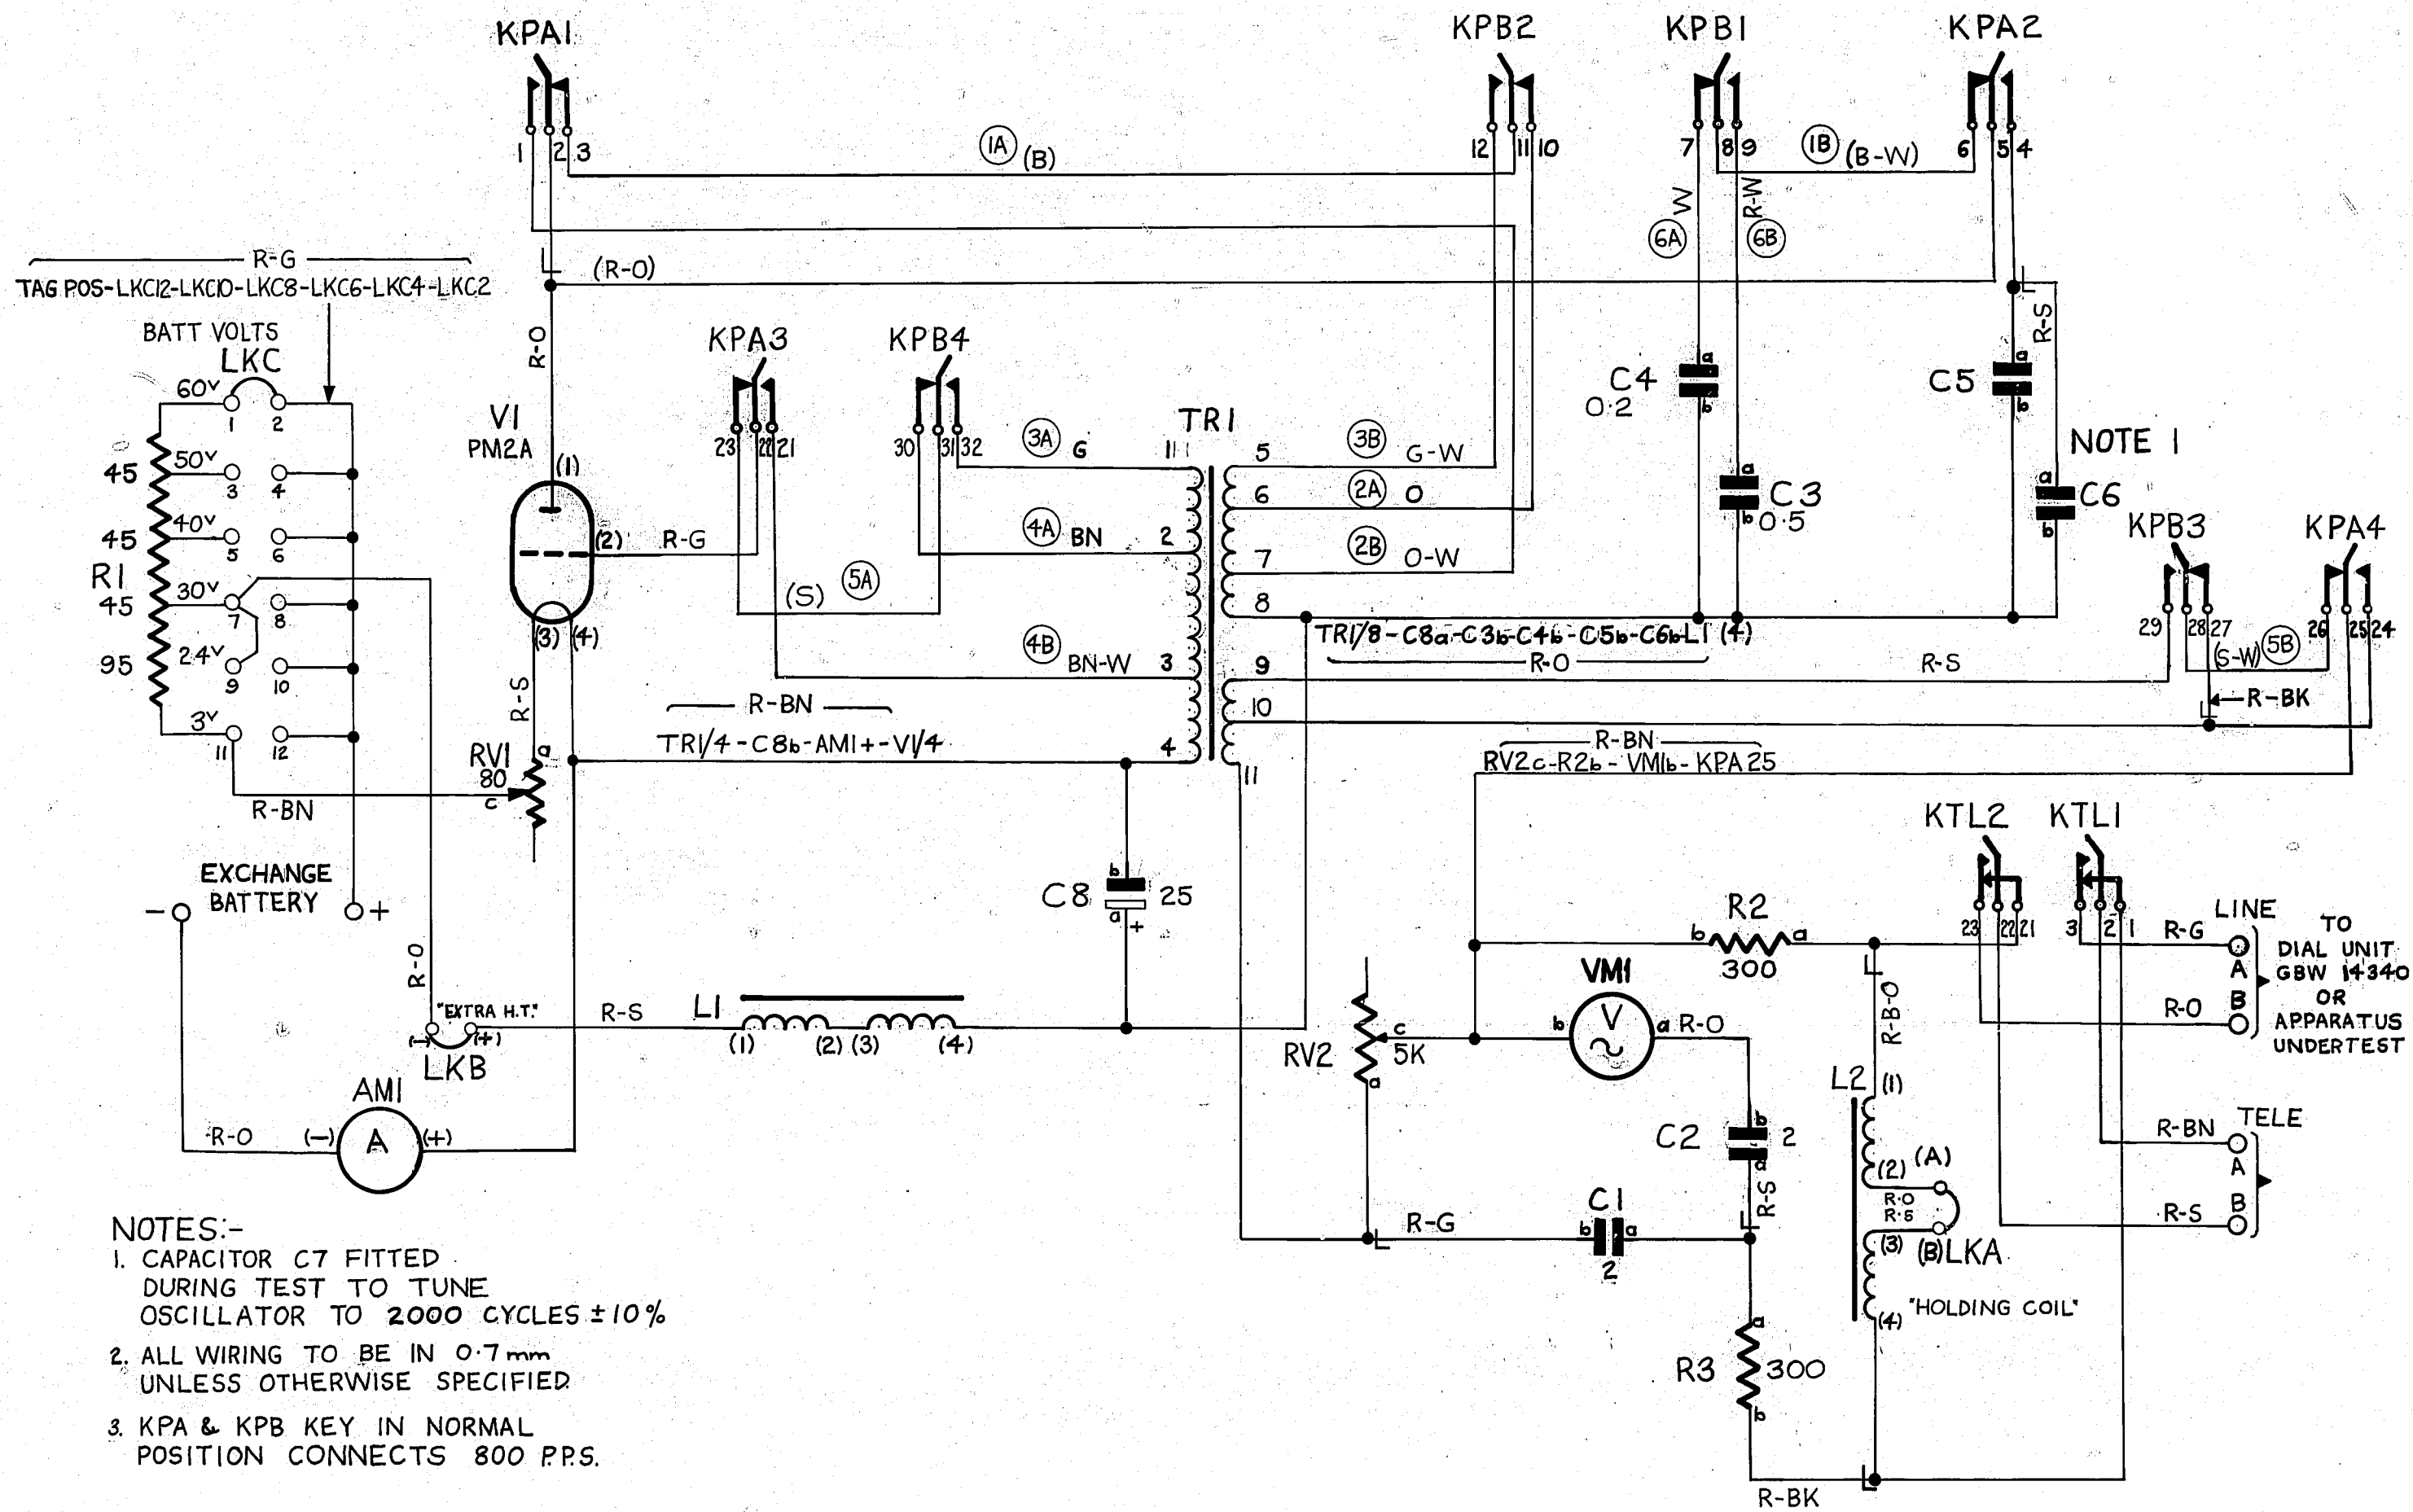 KPA1
KPB2
KPB1
KPA2
1 2 3
1A (B)
12 11 10
7 8 9
1B (B-W)
6 5 4
W
R-W
6A
6B
R-G
TAG POS-LKC12-LKC10-LKC8-LKC6-LKC4-LKC2
(R-O)
R-O
R-S
BATT VOLTS
LKC
60V
1 2
45
50V
3 4
45
40V
5 6
R1
45
30V
7 8
95
24V
9 10
3V
11 12
R-BN
V1
PM2A
(1)
(2)
R-G
(3) (4)
R-S
RV1
80
a
c
KPA3
23 22 21
KPB4
30 31 32
(S) 5A
3A G
4A BN
4B BN-W
TR1
1
2
3
4
5
6
7
8
9
10
11
3B G-W
2A O
2B O-W
C4
0·2
a
b
C3
0·5
a
b
C5
a
b
NOTE 1
C6
a
b
TR1/8-C8a-C3b-C4b-C5b-C6b-L1 (4)
R-O
R-S
KPB3
29 28 27
KPA4
26 25 24
(S-W) 5B
R-BK
R-BN
TR1/4-C8b-AM1+-V1/4
R-BN
RV2c-R2b-VM1b-KPA25
EXCHANGE
BATTERY
- +
R-O
"EXTRA H.T."
(-) (+)
LKB
R-S
L1
(1) (2) (3) (4)
C8 25
b
a +
AM1
A
R-O (-) (+)
KTL2
23 22 21
KTL1
3 2 1
LINE
R-G
A
R-O B
TO
DIAL UNIT
GBW 14340
OR
APPARATUS
UNDERTEST
TELE
R-BN
A
B
R-S
R2
b a
300
VM1
V
b a R-O
RV2
c
5K
a
R-B-O
L2 (1)
(2) (A)
R-O
R-S
(3) (B) LKA
(4) "HOLDING COIL"
C2 2
b
a
R-S
C1
b a
2
R-G
R3 300
a
b
R-BK
NOTES:-
1. CAPACITOR C7 FITTED
DURING TEST TO TUNE
OSCILLATOR TO 2000 CYCLES ±10%
2. ALL WIRING TO BE IN 0·7mm
UNLESS OTHERWISE SPECIFIED
3. KPA & KPB KEY IN NORMAL
POSITION CONNECTS 800 P.P.S.